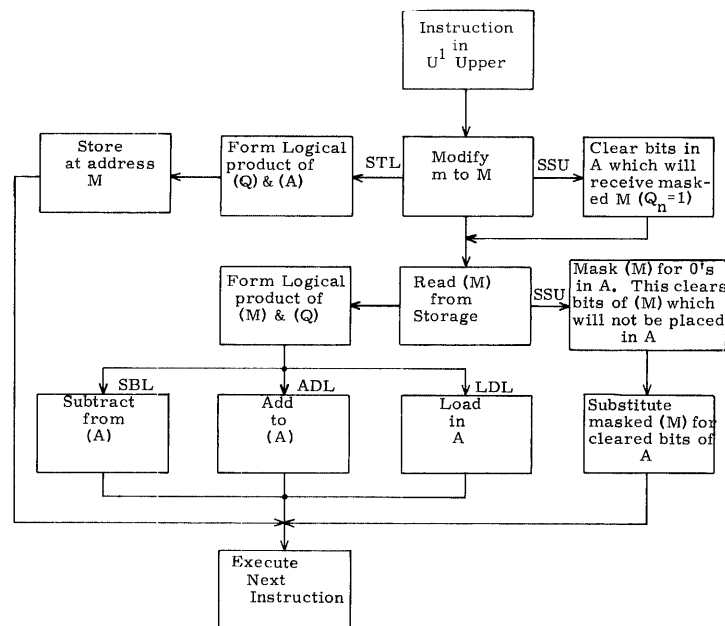 Instruction
in
U¹ Upper
Store
at address
M
Form Logical
product of
(Q) & (A)
STL
Modify
m to M
SSU
Clear bits in
A which will
receive mask-
ed M (Qn=1)
Form Logical
product of
(M) & (Q)
Read (M)
from
Storage
SSU
Mask (M) for 0's
in A. This clears
bits of (M) which
will not be placed
in A
SBL
Subtract
from
(A)
ADL
Add
to
(A)
LDL
Load
in
A
Substitute
masked (M) for
cleared bits of
A
Execute
Next
Instruction